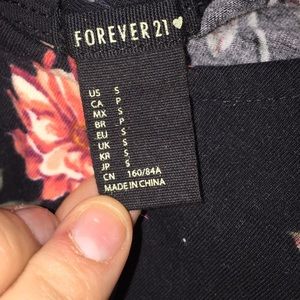 FOREVER 21♥
US S
CA P
MX S
BR P
EU S
UK S
KR S
JP S
CN 160/84A
MADE IN CHINA